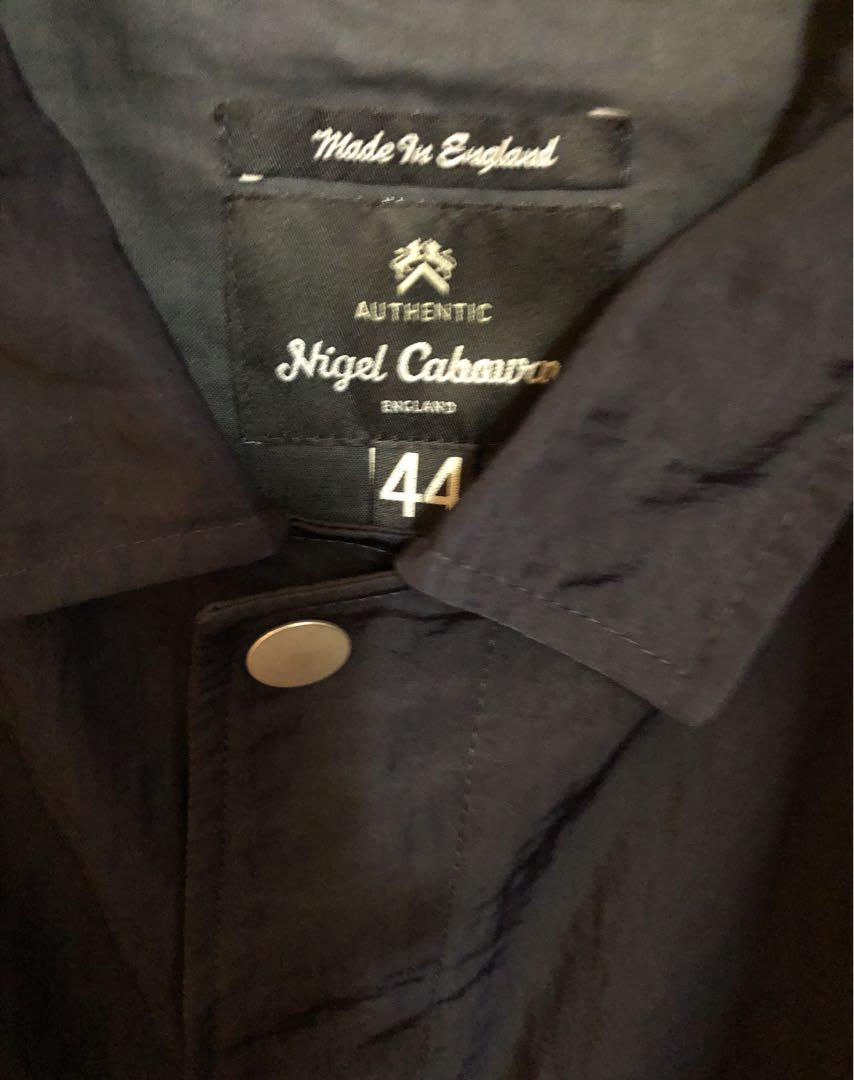 Made In England
AUTHENTIC
Nigel Cabourn
ENGLAND
44